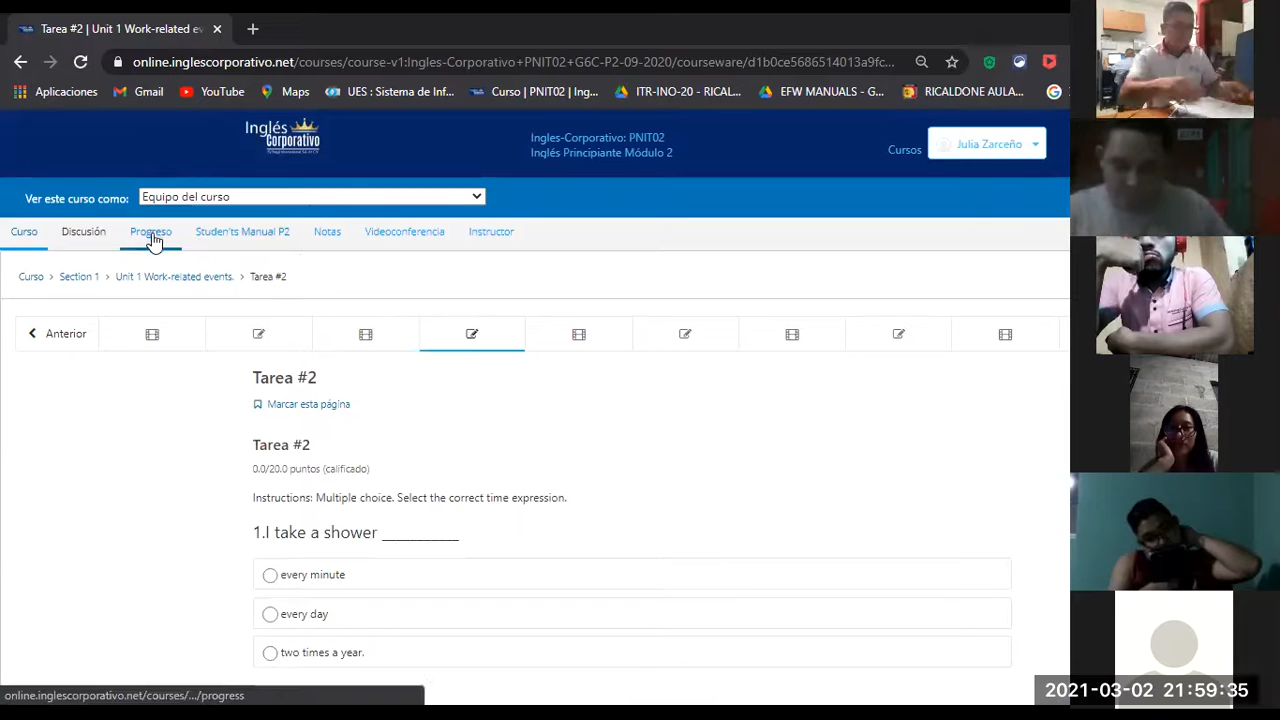 Tarea #2 | Unit 1 Work-related ev
online.inglescorporativo.net/courses/course-v1:Ingles-Corporativo+PNIT02+G6C-P2-09-2020/courseware/d1b0ce5686514013a9fc...
Aplicaciones
Gmail
YouTube
Maps
UES : Sistema de Inf...
Curso | PNIT02 | Ing...
ITR-INO-20 - RICAL...
EFW MANUALS - G...
RICALDONE AULA...
Inglés
Corporativo
Ingles-Corporativo: PNIT02
Inglés Principiante Módulo 2
Cursos
Julia Zarceño
Ver este curso como:
Equipo del curso
Curso
Discusión
Progreso
Studen'ts Manual P2
Notas
Videoconferencia
Instructor
Curso > Section 1 > Unit 1 Work-related events. > Tarea #2
Anterior
Tarea #2
Marcar esta página
Tarea #2
0.0/20.0 puntos (calificado)
Instructions: Multiple choice. Select the correct time expression.
1.I take a shower ___________
every minute
every day
two times a year.
online.inglescorporativo.net/courses/.../progress
2021-03-02 21:59:35